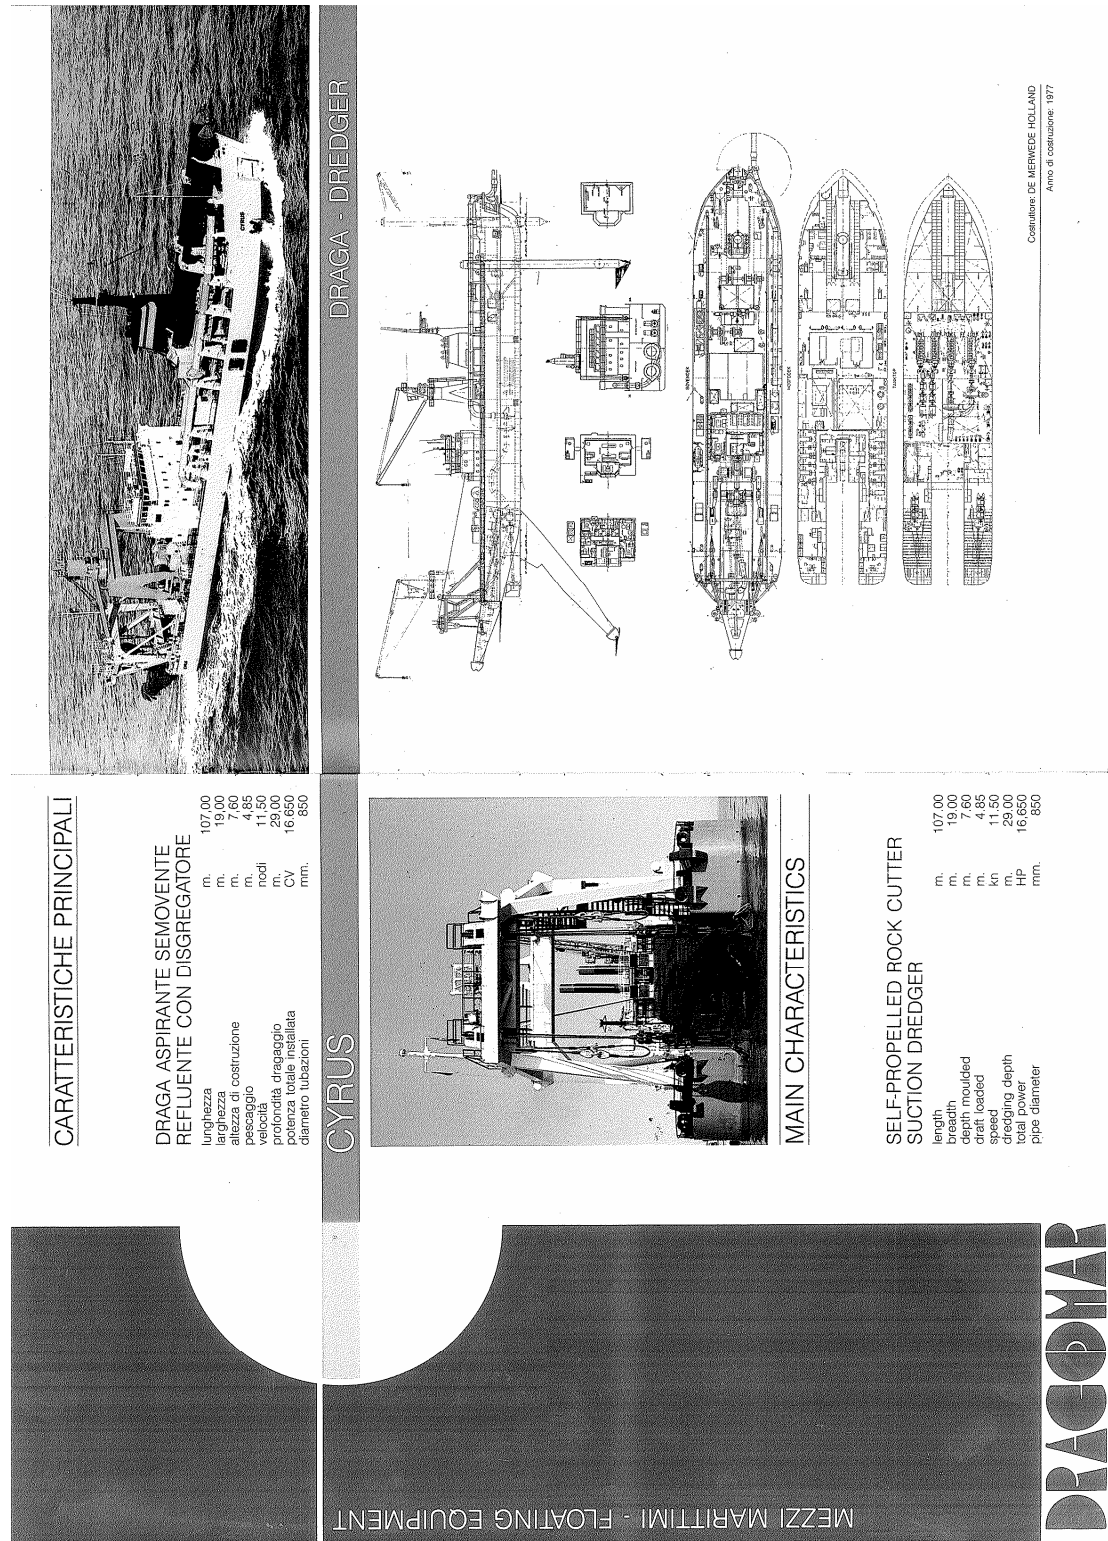 MEZZI MARITTIMI - FLOATING EQUIPMENT
DRAGOMAR
CARATTERISTICHE PRINCIPALI
DRAGA ASPIRANTE SEMOVENTE
REFLUENTE CON DISGREGATORE
lunghezza m. 107,00
larghezza m. 19,00
altezza di costruzione m. 7,60
pescaggio m. 4,85
velocità nodi 11,50
profondità dragaggio m. 29,00
potenza totale installata CV 16.650
diametro tubazioni mm. 850
CYRUS
DRAGA - DREDGER
MAIN CHARACTERISTICS
SELF-PROPELLED ROCK CUTTER
SUCTION DREDGER
length m. 107.00
breadth m. 19.00
depth moulded m. 7.60
draft loaded m. 4.85
speed kn 11.50
dredging depth m. 29.00
total power HP 16,650
pipe diameter mm. 850
CYRUS
Costruttore: DE MERWEDE HOLLAND
Anno di costruzione: 1977